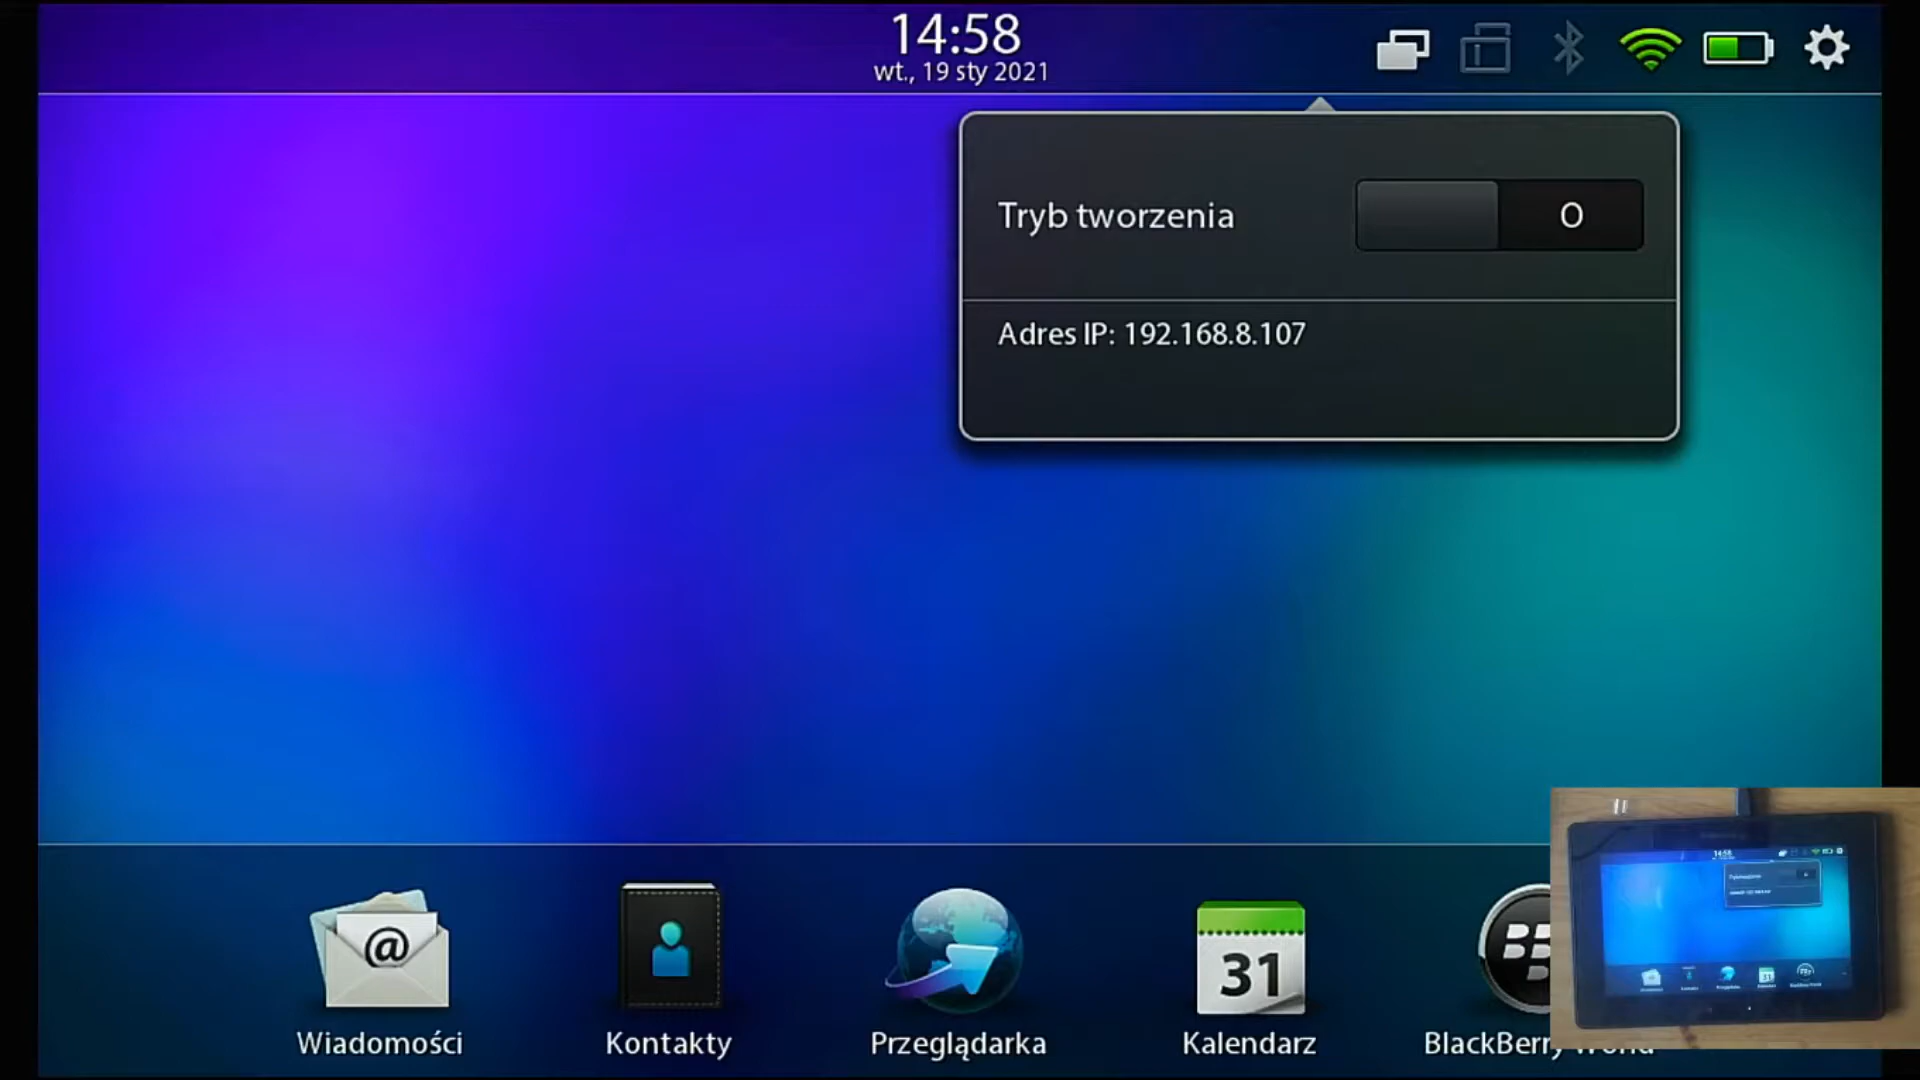 14:58
wt., 19 sty 2021
Tryb tworzenia
O
Adres IP: 192.168.8.107
@
31
Wiadomości
Kontakty
Przeglądarka
Kalendarz
BlackBerry World